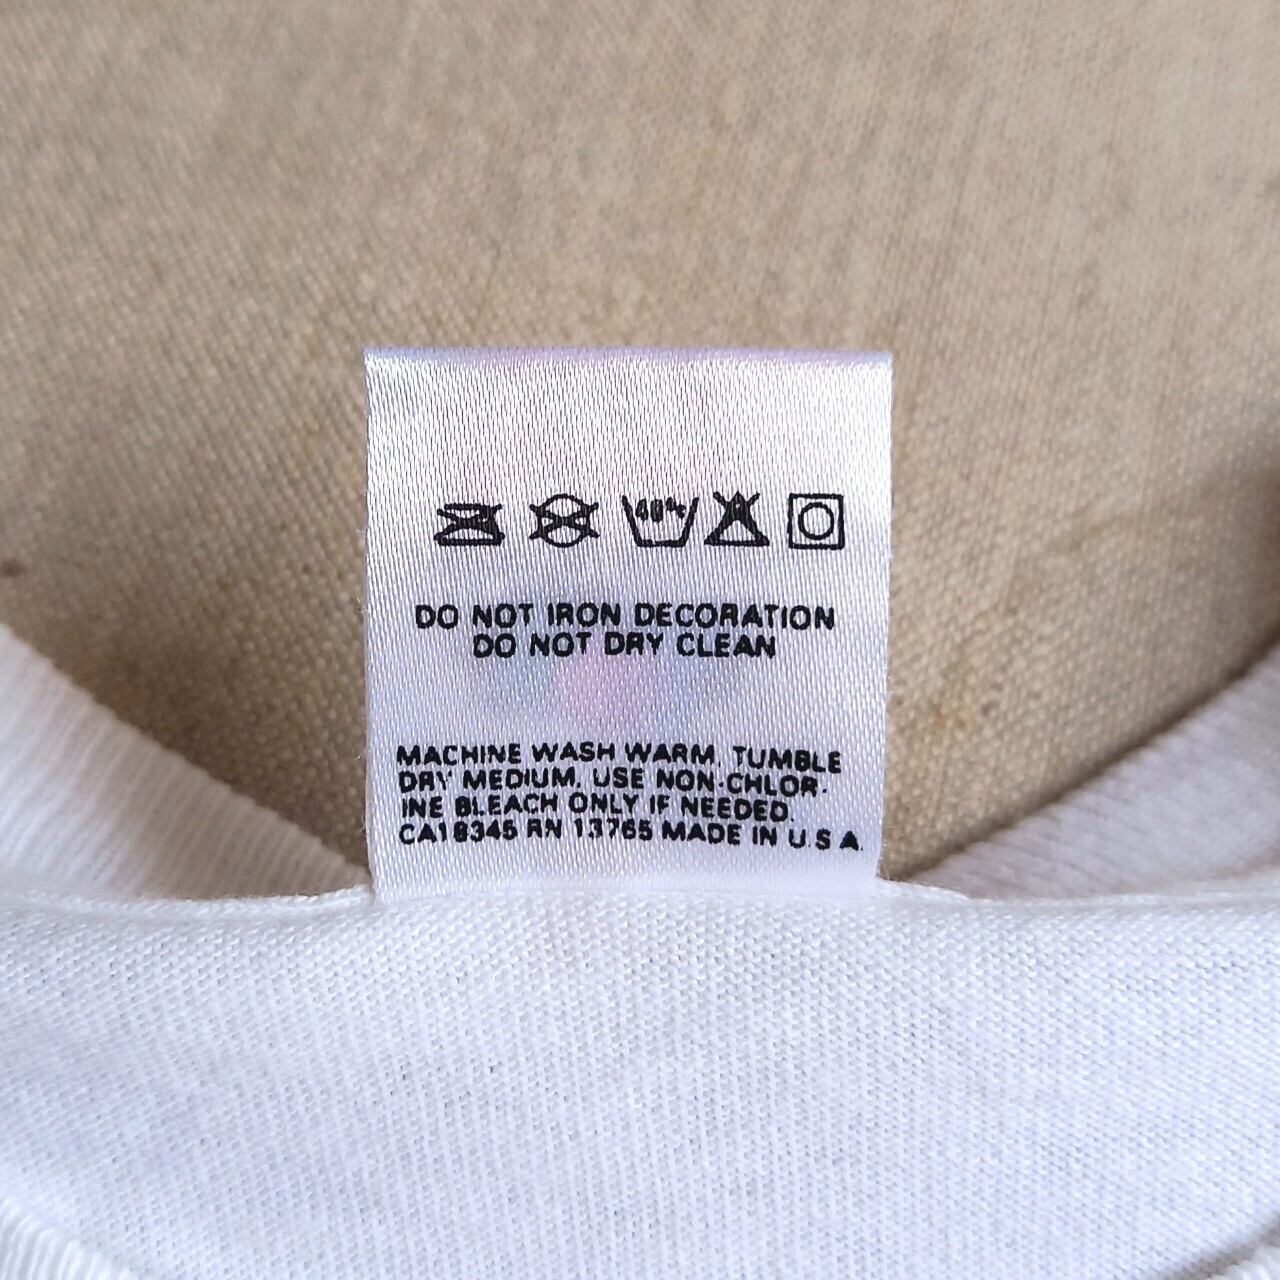 40°c
DO NOT IRON DECORATION
DO NOT DRY CLEAN
MACHINE WASH WARM, TUMBLE
DRY MEDIUM, USE NON-CHLOR-
INE BLEACH ONLY IF NEEDED.
CA18345 RN 13765 MADE IN U.S.A.